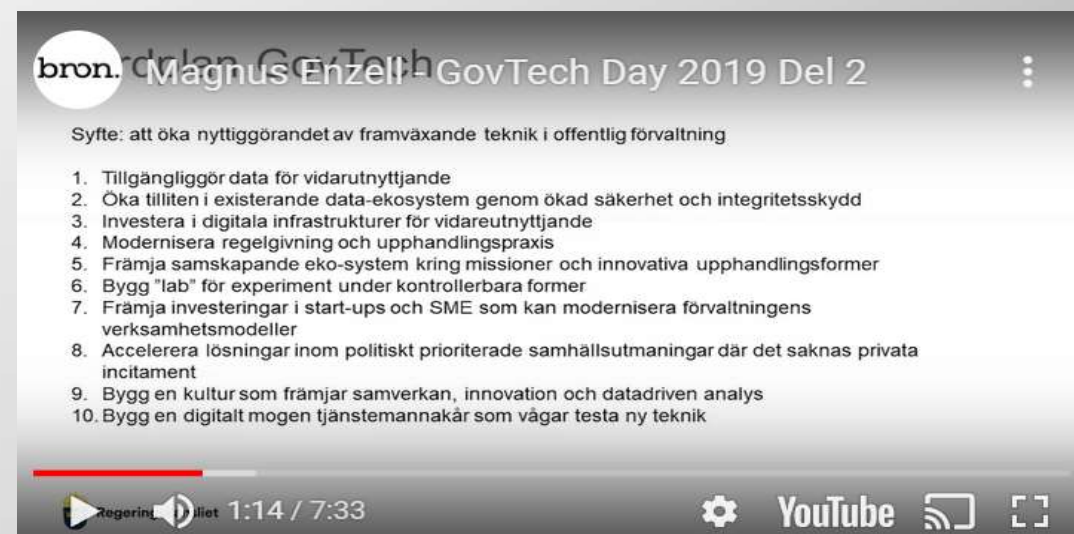 bron. Magnus Enzell - GovTech Day 2019 Del 2
GovTech
Syfte: att öka nyttiggörandet av framväxande teknik i offentlig förvaltning
1. Tillgängliggör data för vidarutnyttjande
2. Öka tilliten i existerande data-ekosystem genom ökad säkerhet och integritetsskydd
3. Investera i digitala infrastrukturer för vidareutnyttjande
4. Modernisera regelgivning och upphandlingspraxis
5. Främja samskapande eko-system kring missioner och innovativa upphandlingsformer
6. Bygg "lab" för experiment under kontrollerbara former
7. Främja investeringar i start-ups och SME som kan modernisera förvaltningens
verksamhetsmodeller
8. Accelerera lösningar inom politiskt prioriterade samhällsutmaningar där det saknas privata
incitament
9. Bygg en kultur som främjar samverkan, innovation och datadriven analys
10. Bygg en digitalt mogen tjänstemannakår som vågar testa ny teknik
1:14 / 7:33 YouTube